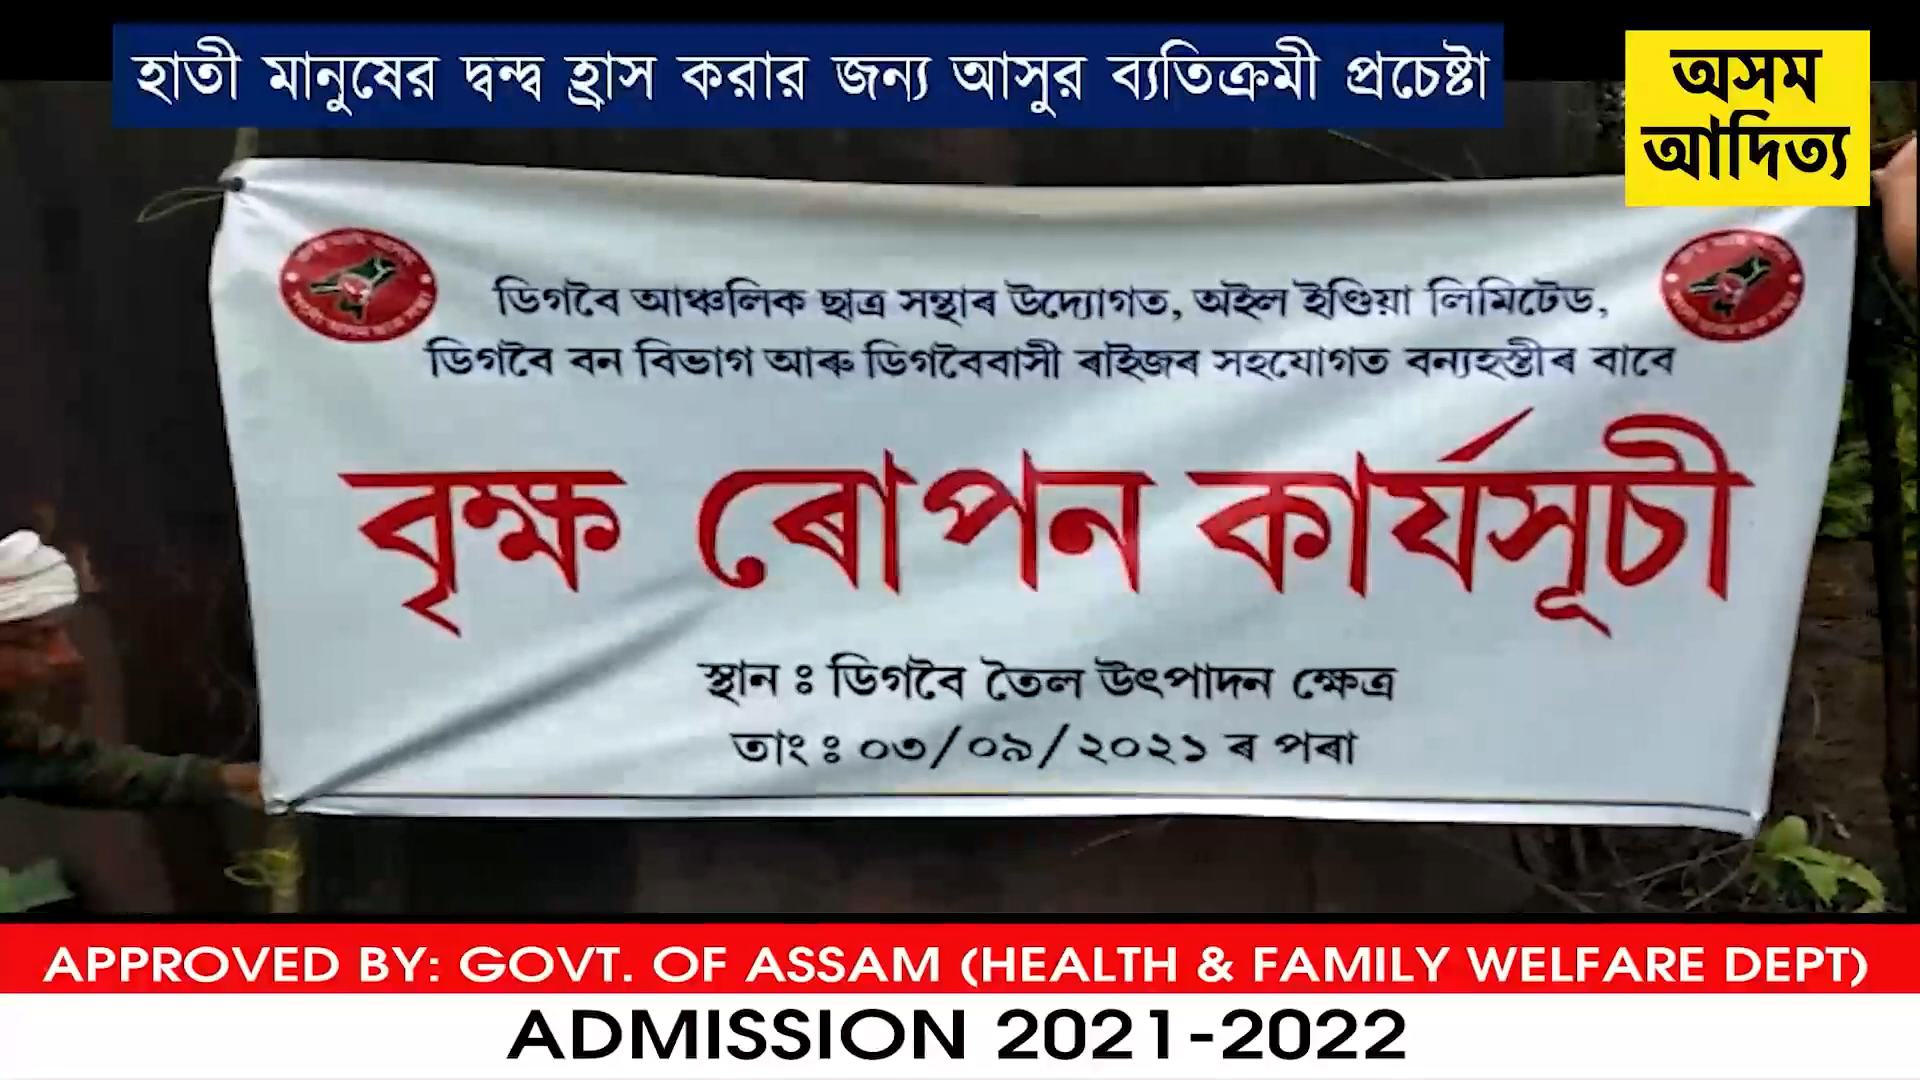 হাতী মানুষের দ্বন্দ্ব হ্রাস করার জন্য আসুর ব্যতিক্রমী প্রচেষ্টা
অসম
আদিত্য
ডিগবৈ আঞ্চলিক ছাত্ৰ সন্থাৰ উদ্যোগত, অইল ইণ্ডিয়া লিমিটেড,
ডিগবৈ বন বিভাগ আৰু ডিগবৈবাসী ৰাইজৰ সহযোগত বন্যহস্তীৰ বাবে
বৃক্ষ ৰোপন কাৰ্যসূচী
স্থান ঃ ডিগবৈ তৈল উৎপাদন ক্ষেত্ৰ
তাং ঃ ০৩/০৯/২০২১ ৰ পৰা
APPROVED BY: GOVT. OF ASSAM (HEALTH & FAMILY WELFARE DEPT)
ADMISSION 2021-2022